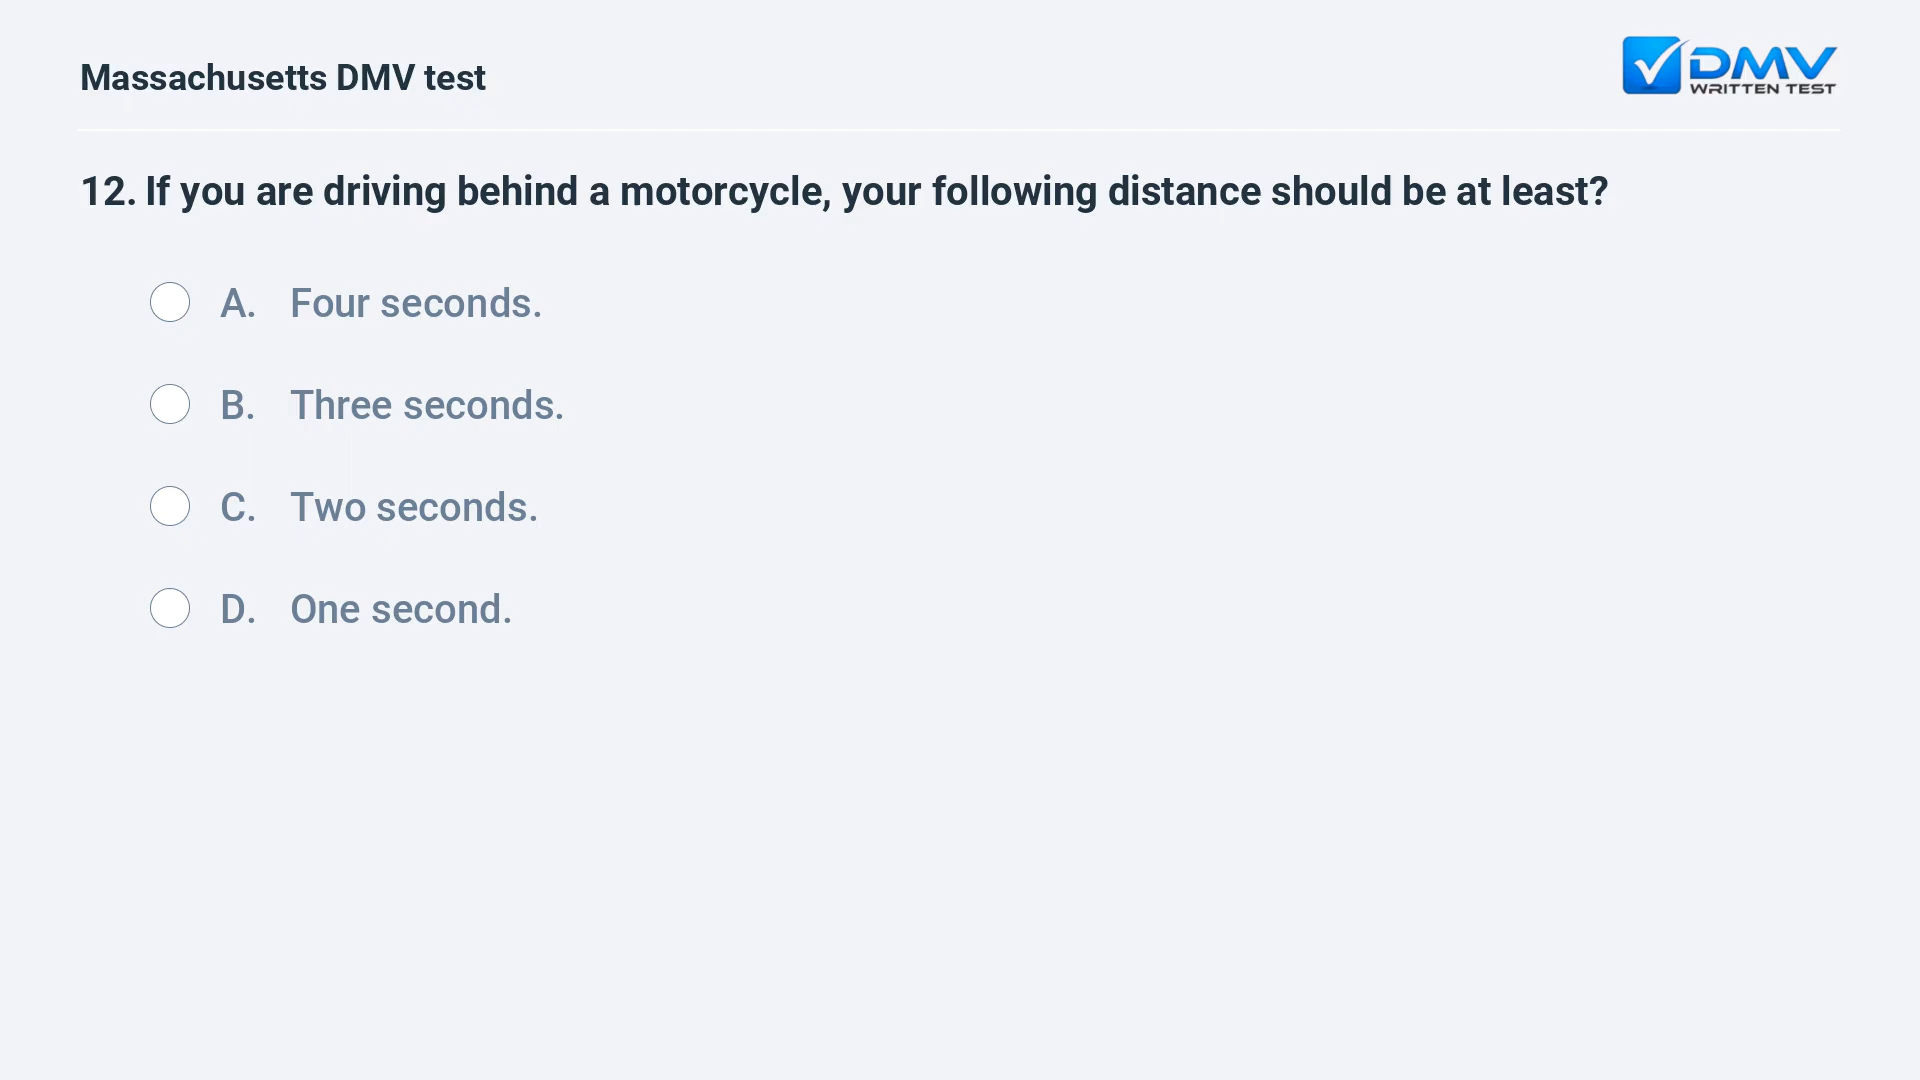 Massachusetts DMV test
DMV
WRITTEN TEST
12. If you are driving behind a motorcycle, your following distance should be at least?
A. Four seconds.
B. Three seconds.
C. Two seconds.
D. One second.